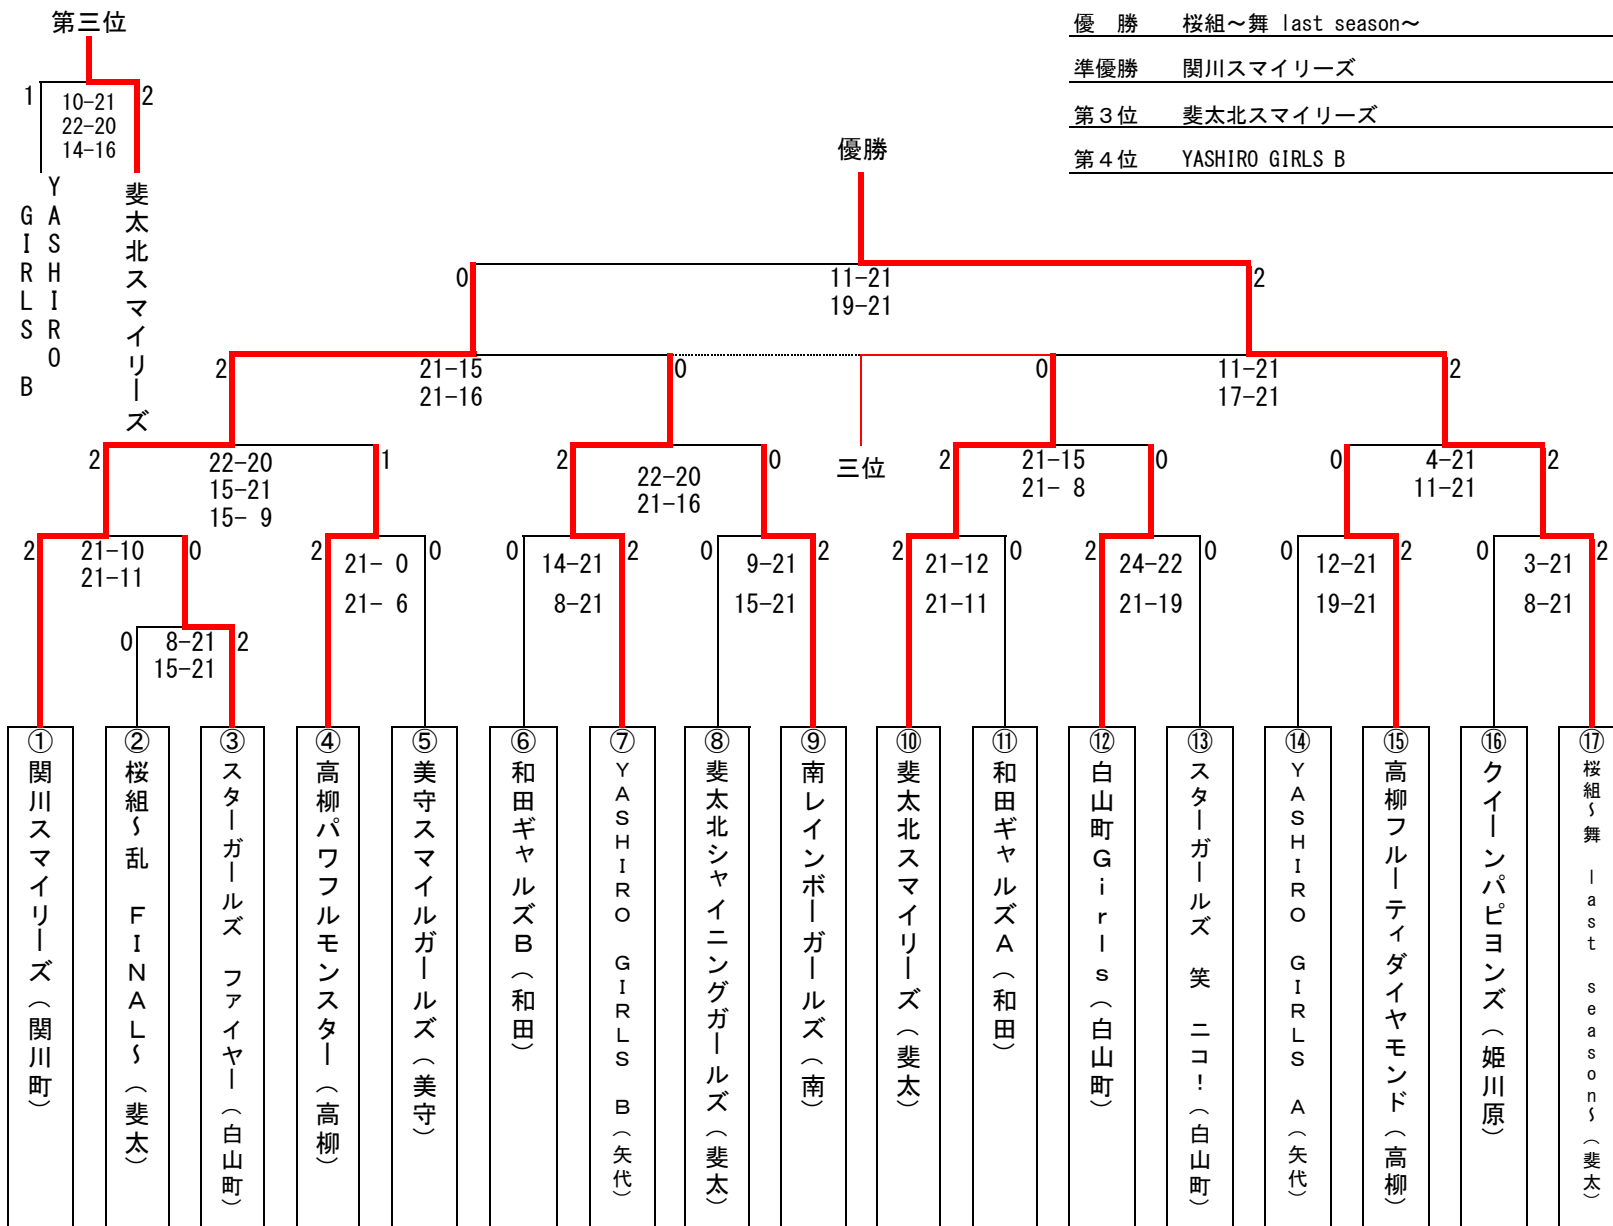 第三位
1
10-21
2
22-20
14-16
YASHIRO GIRLS B
斐太北スマイリーズ
優　勝　桜組～舞 last season～
準優勝　関川スマイリーズ
第３位　斐太北スマイリーズ
第４位　YASHIRO GIRLS B
優勝
0
11-21
19-21
2
2
21-15
21-16
0
0
11-21
17-21
2
三位
2
22-20
15-21
15- 9
1
2
22-20
21-16
0
2
21-15
21- 8
0
0
4-21
11-21
2
2
21-10
21-11
0
2
21- 0
21- 6
0
0
14-21
8-21
2
0
9-21
15-21
2
2
21-12
21-11
0
2
24-22
21-19
0
0
12-21
19-21
2
0
3-21
8-21
2
0
8-21
15-21
2
①関川スマイリーズ（関川町）
②桜組～乱　FINAL～（斐太）
③スターガールズ　ファイヤー（白山町）
④高柳パワフルモンスター（高柳）
⑤美守スマイルガールズ（美守）
⑥和田ギャルズB（和田）
⑦YASHIRO　GIRLS　B（矢代）
⑧斐太北シャイニングガールズ（斐太）
⑨南レインボーガールズ（南）
⑩斐太北スマイリーズ（斐太）
⑪和田ギャルズA（和田）
⑫白山町Girls（白山町）
⑬スターガールズ　笑　ニコ！（白山町）
⑭YASHIRO　GIRLS　A（矢代）
⑮高柳フルーティダイヤモンド（高柳）
⑯クイーンパピヨンズ（姫川原）
⑰桜組～舞　last　season～（斐太）